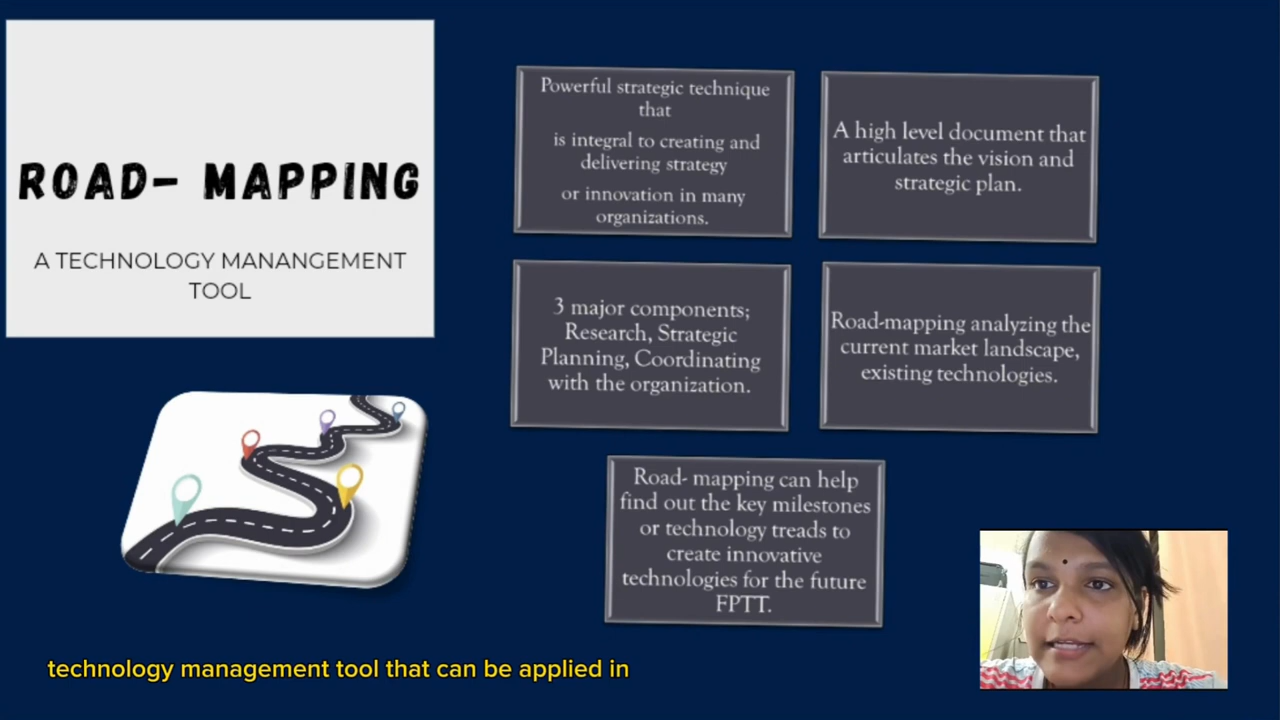 ROAD- MAPPING
A TECHNOLOGY MANANGEMENT
TOOL
Powerful strategic technique
that
is integral to creating and
delivering strategy
or innovation in many
organizations.
A high level document that
articulates the vision and
strategic plan.
3 major components;
Research, Strategic
Planning, Coordinating
with the organization.
Road-mapping analyzing the
current market landscape,
existing technologies.
Road- mapping can help
find out the key milestones
or technology treads to
create innovative
technologies for the future
FPTT.
technology management tool that can be applied in